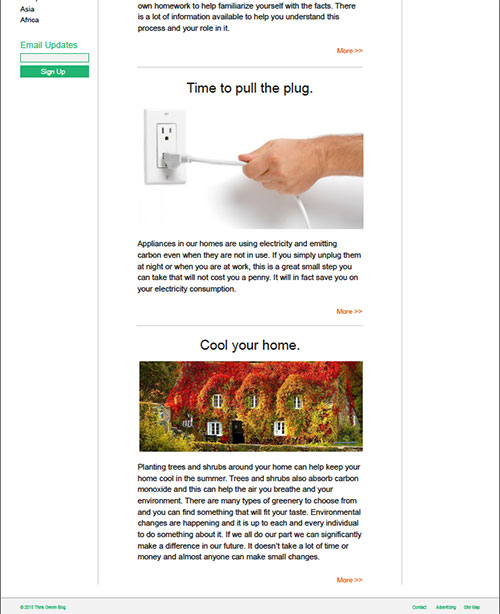 Asia
Africa
Email Updates
Sign Up
own homework to help familiarize yourself with the facts. There
is a lot of information available to help you understand this
process and your role in it.
More >>
Time to pull the plug.
Appliances in our homes are using electricity and emitting
carbon even when they are not in use. If you simply unplug them
at night or when you are at work, this is a great small step you
can take that will not cost you a penny. It will in fact save you on
your electricity consumption.
More >>
Cool your home.
Planting trees and shrubs around your home can help keep your
home cool in the summer. Trees and shrubs also absorb carbon
monoxide and this can help the air you breathe and your
environment. There are many types of greenery to choose from
and you can find something that will fit your taste. Environmental
changes are happening and it is up to each and every individual
to do something about it. If we all do our part we can significantly
make a difference in our future. It doesn't take a lot of time or
money and almost anyone can make small changes.
More >>
Think Green Blog
Contact Advertising Site Map